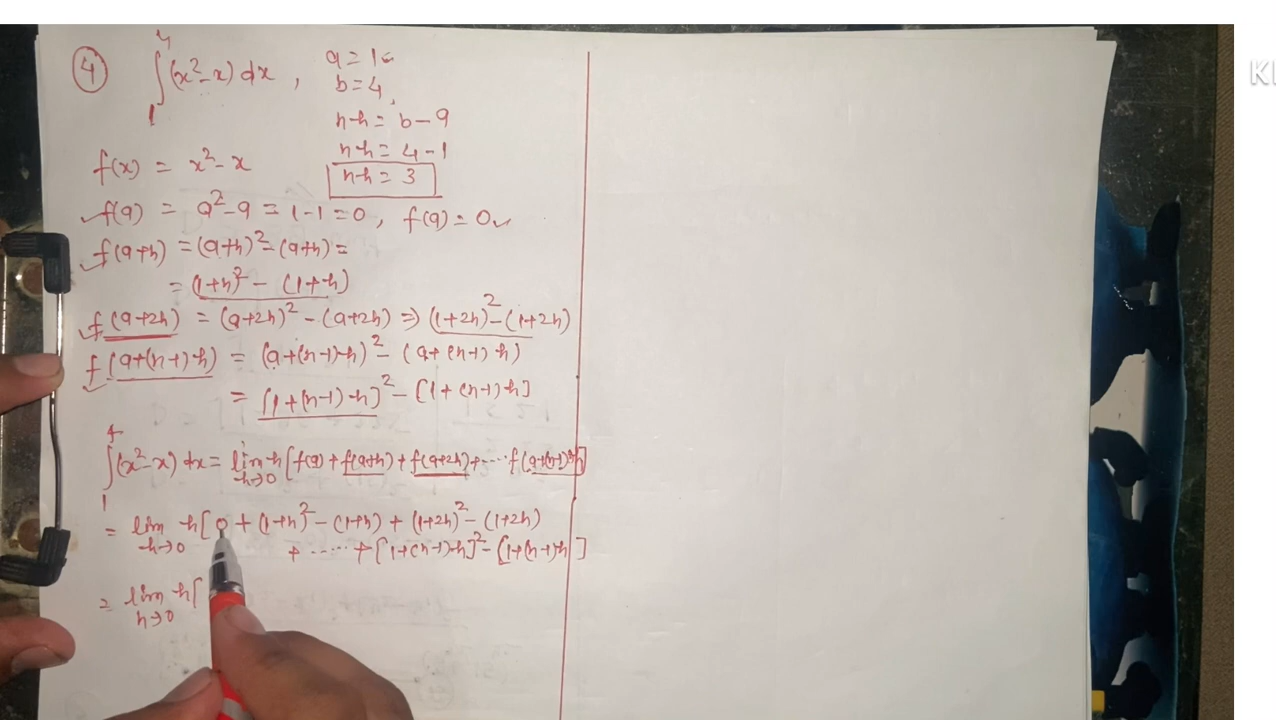 ④ ∫₁⁴ (x²-x) dx , a = 1
b = 4,
nh = b-a
nh = 4-1
nh = 3
f(x) = x²-x
f(a) = a²-a = 1-1 = 0, f(a) = 0
f(a+h) = (a+h)²-(a+h) =
= (1+h)² - (1+h)
f(a+2h) = (a+2h)² - (a+2h) ⇒ (1+2h)²-(1+2h)
f(a+(n-1)h) = (a+(n-1)h)² - (a+(n-1)h)
= [1+(n-1)h]² - [1+(n-1)h]
∫₁⁴ (x²-x) dx = lim h→0 h[f(a)+f(a+h)+f(a+2h)+....f(a+(n-1)h]
= lim h→0 h[0+(1+h)²-(1+h)+(1+2h)²-(1+2h)
+.....+[1+(n-1)h]²-[1+(n-1)h]
= lim h→0 h[